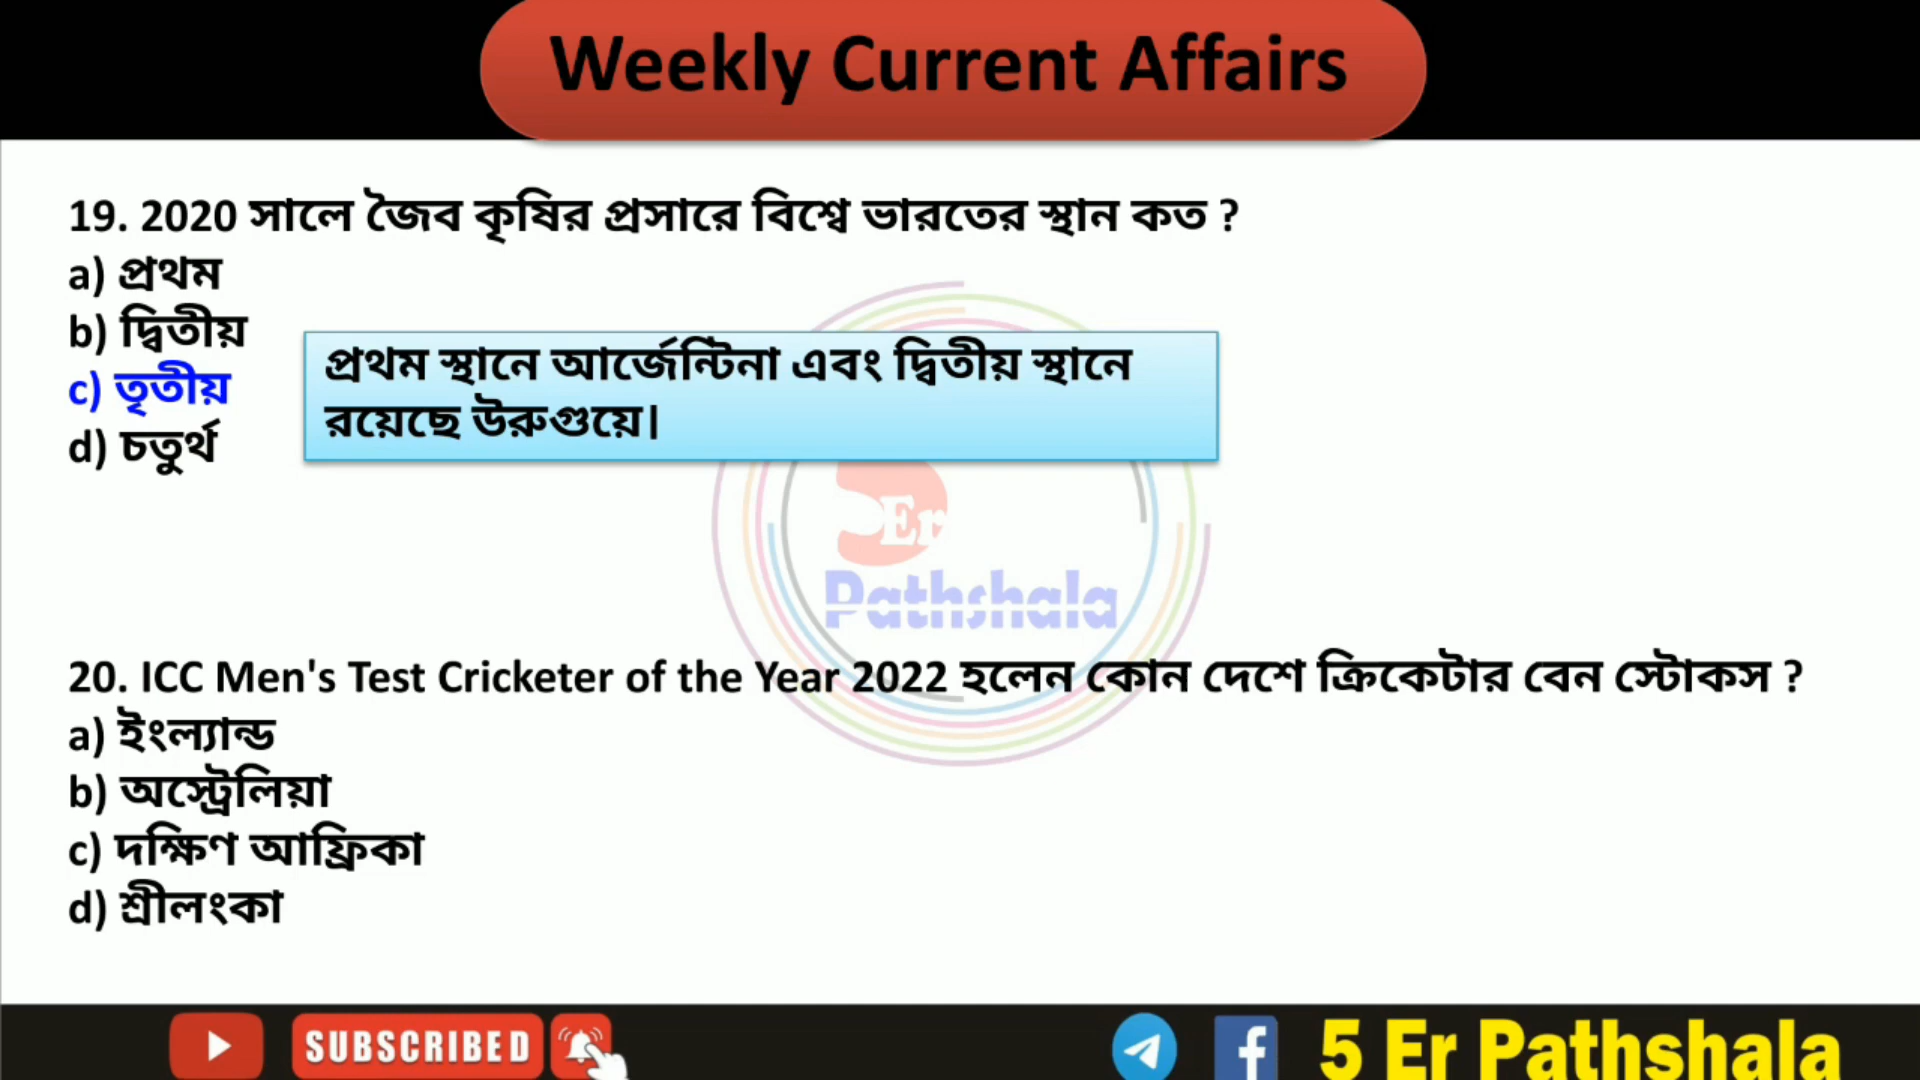 Weekly Current Affairs
19. 2020 সালে জৈব কৃষির প্রসারে বিশ্বে ভারতের স্থান কত ?
a) প্রথম
b) দ্বিতীয়
c) তৃতীয়
d) চতুর্থ
প্রথম স্থানে আর্জেন্টিনা এবং দ্বিতীয় স্থানে
রয়েছে উরুগুয়ে।
5 Er
Pathshala
20. ICC Men's Test Cricketer of the Year 2022 হলেন কোন দেশে ক্রিকেটার বেন স্টোকস ?
a) ইংল্যান্ড
b) অস্ট্রেলিয়া
c) দক্ষিণ আফ্রিকা
d) শ্রীলংকা
SUBSCRIBED
5 Er Pathshala